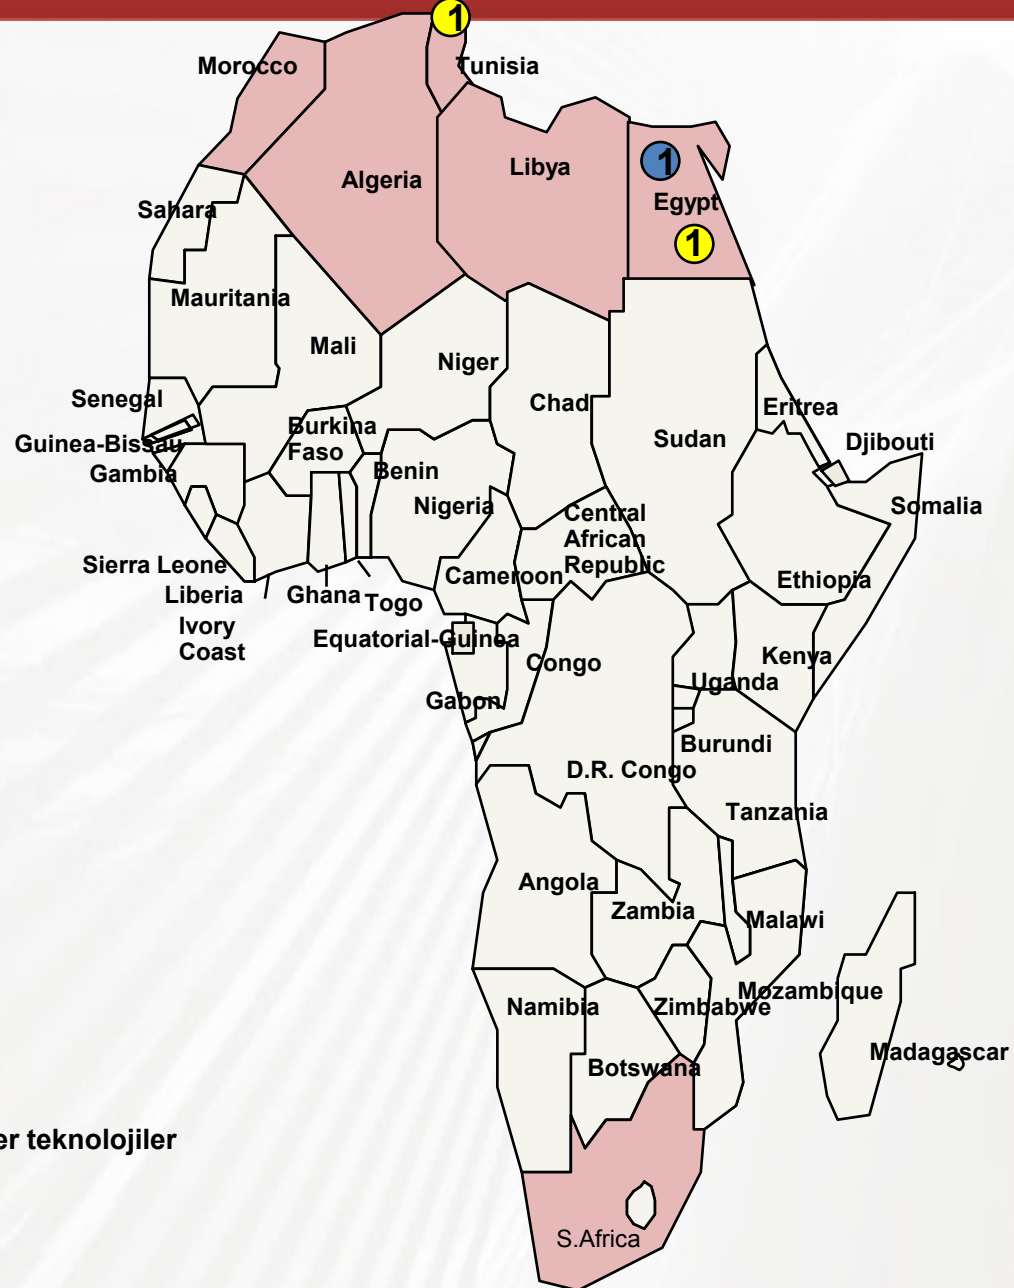 1
Morocco
Tunisia
Algeria
Libya
1
Egypt
1
Sahara
Mauritania
Mali
Niger
Chad
Sudan
Eritrea
Djibouti
Senegal
Guinea-Bissau
Gambia
Burkina
Faso
Benin
Nigeria
Central
African
Republic
Somalia
Ethiopia
Sierra Leone
Liberia
Ivory
Coast
Ghana
Togo
Cameroon
Equatorial-Guinea
Congo
Gabon
Kenya
Uganda
Burundi
D.R. Congo
Tanzania
Angola
Zambia
Malawi
Mozambique
Namibia
Zimbabwe
Madagascar
Botswana
er teknolojiler
S.Africa